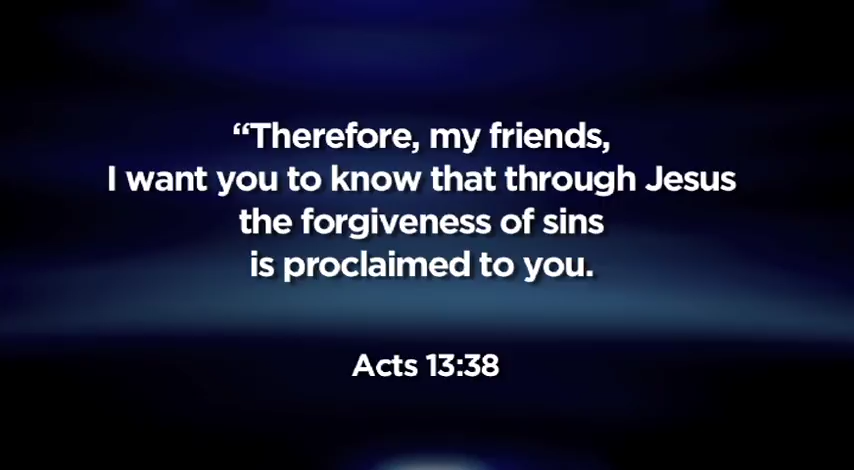 “Therefore, my friends,
I want you to know that through Jesus
the forgiveness of sins
is proclaimed to you.
Acts 13:38